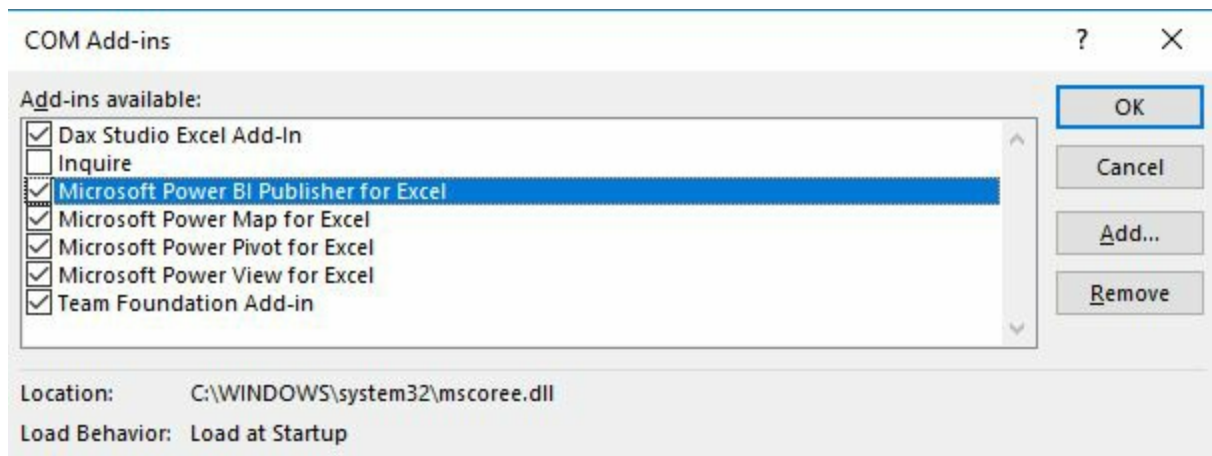 COM Add-ins ?
Add-ins available:
Dax Studio Excel Add-In
Inquire
Microsoft Power BI Publisher for Excel
Microsoft Power Map for Excel
Microsoft Power Pivot for Excel
Microsoft Power View for Excel
Team Foundation Add-in
OK
Cancel
Add...
Remove
Location: C:\WINDOWS\system32\mscoree.dll
Load Behavior: Load at Startup